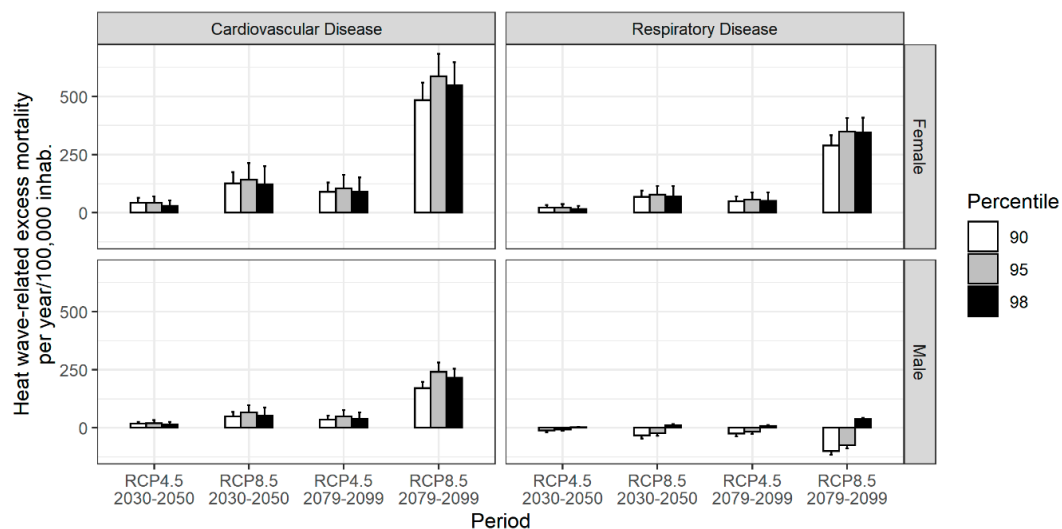 Cardiovascular Disease
Respiratory Disease
Heat wave-related excess mortality
per year/100,000 inhab.
500
250
0
Female
500
250
0
Male
RCP4.5
2030-2050
RCP8.5
2030-2050
RCP4.5
2079-2099
RCP8.5
2079-2099
RCP4.5
2030-2050
RCP8.5
2030-2050
RCP4.5
2079-2099
RCP8.5
2079-2099
Period
Percentile
90
95
98